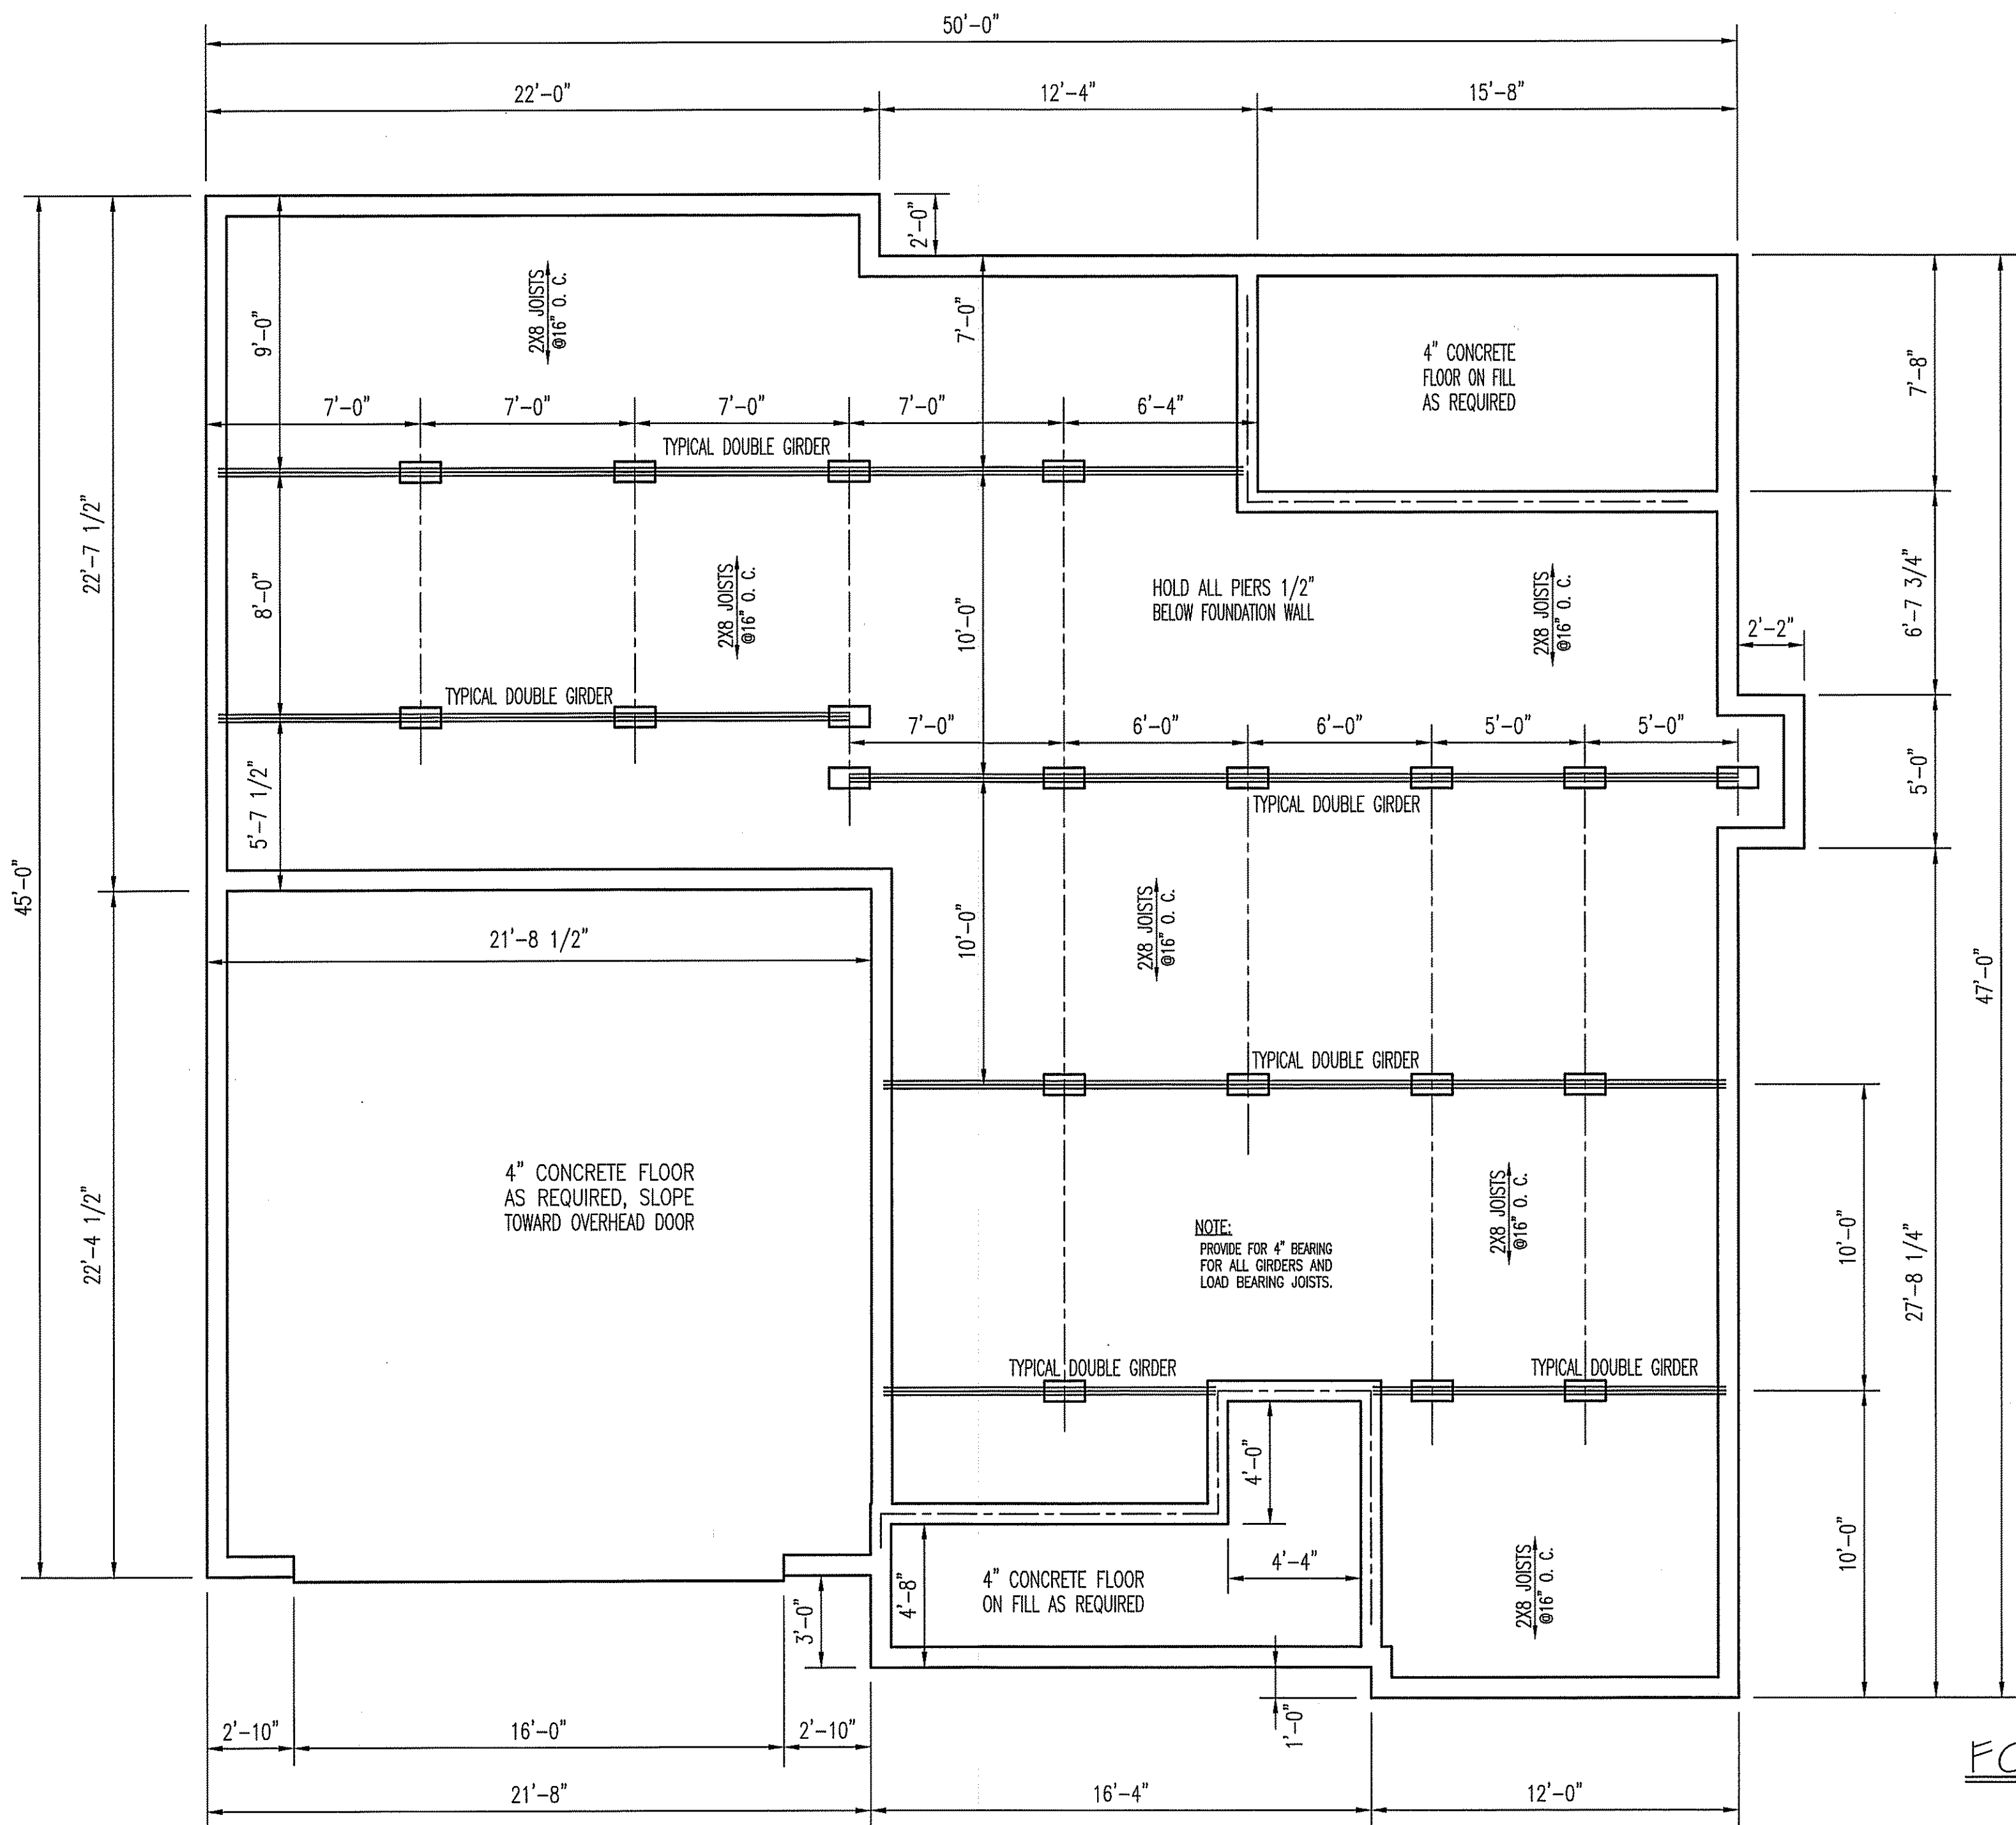 50'-0"
22'-0"
12'-4"
15'-8"
2'-0"
9'-0"
2X8 JOISTS
@16" O. C.
7'-0"
4" CONCRETE
FLOOR ON FILL
AS REQUIRED
7'-8"
7'-0"
7'-0"
7'-0"
7'-0"
6'-4"
TYPICAL DOUBLE GIRDER
22'-7 1/2"
8'-0"
2X8 JOISTS
@16" O. C.
10'-0"
HOLD ALL PIERS 1/2"
BELOW FOUNDATION WALL
2X8 JOISTS
@16" O. C.
6'-7 3/4"
2'-2"
TYPICAL DOUBLE GIRDER
7'-0"
6'-0"
6'-0"
5'-0"
5'-0"
5'-0"
5'-7 1/2"
TYPICAL DOUBLE GIRDER
45'-0"
21'-8 1/2"
10'-0"
2X8 JOISTS
@16" O. C.
47'-0"
TYPICAL DOUBLE GIRDER
22'-4 1/2"
4" CONCRETE FLOOR
AS REQUIRED, SLOPE
TOWARD OVERHEAD DOOR
NOTE:
PROVIDE FOR 4" BEARING
FOR ALL GIRDERS AND
LOAD BEARING JOISTS.
2X8 JOISTS
@16" O. C.
10'-0"
27'-8 1/4"
TYPICAL DOUBLE GIRDER
TYPICAL DOUBLE GIRDER
4'-0"
4'-4"
4" CONCRETE FLOOR
ON FILL AS REQUIRED
4'-8"
2X8 JOISTS
@16" O. C.
10'-0"
3'-0"
1'-0"
2'-10"
16'-0"
2'-10"
21'-8"
16'-4"
12'-0"